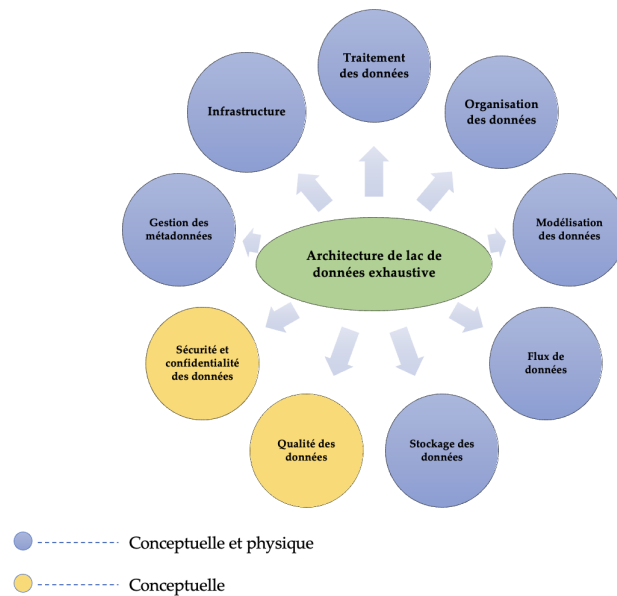 Traitement
des données
Infrastructure
Organisation
des données
Gestion des
métadonnées
Modélisation
des données
Architecture de lac de
données exhaustive
Sécurité et
confidentialité
des données
Flux de
données
Qualité des
données
Stockage des
données
Conceptuelle et physique
Conceptuelle